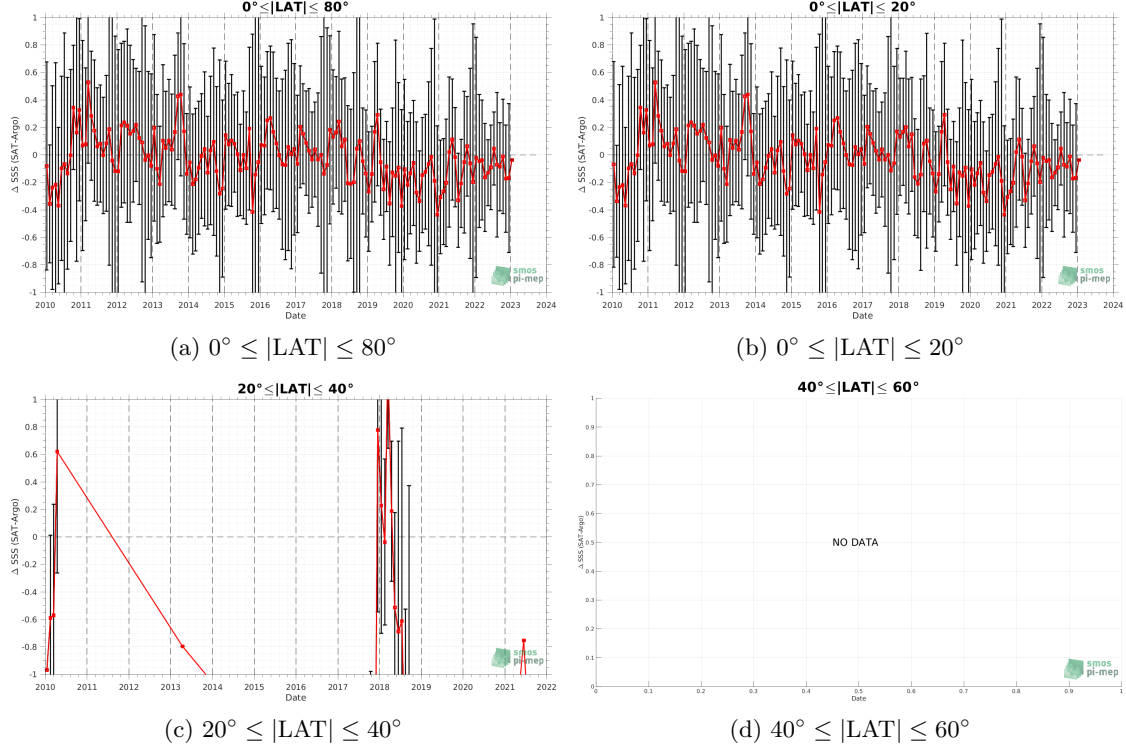 0°≤|LAT|≤ 80°
1
0.8
0.6
0.4
0.2
0
-0.2
-0.4
-0.6
-0.8
-1
Δ SSS (SAT-Argo)
2010 2011 2012 2013 2014 2015 2016 2017 2018 2019 2020 2021 2022 2023 2024
Date
smos
pi-mep
(a) 0° ≤ |LAT| ≤ 80°
0°≤|LAT|≤ 20°
1
0.8
0.6
0.4
0.2
0
-0.2
-0.4
-0.6
-0.8
-1
Δ SSS (SAT-Argo)
2010 2011 2012 2013 2014 2015 2016 2017 2018 2019 2020 2021 2022 2023 2024
Date
smos
pi-mep
(b) 0° ≤ |LAT| ≤ 20°
20°≤|LAT|≤ 40°
1
0.8
0.6
0.4
0.2
0
-0.2
-0.4
-0.6
-0.8
-1
Δ SSS (SAT-Argo)
2010 2011 2012 2013 2014 2015 2016 2017 2018 2019 2020 2021 2022
Date
smos
pi-mep
(c) 20° ≤ |LAT| ≤ 40°
40°≤|LAT|≤ 60°
1
0.9
0.8
0.7
0.6
0.5
0.4
0.3
0.2
0.1
0
Δ SSS (SAT-Argo)
NO DATA
0 0.1 0.2 0.3 0.4 0.5 0.6 0.7 0.8 0.9 1
Date
smos
pi-mep
(d) 40° ≤ |LAT| ≤ 60°